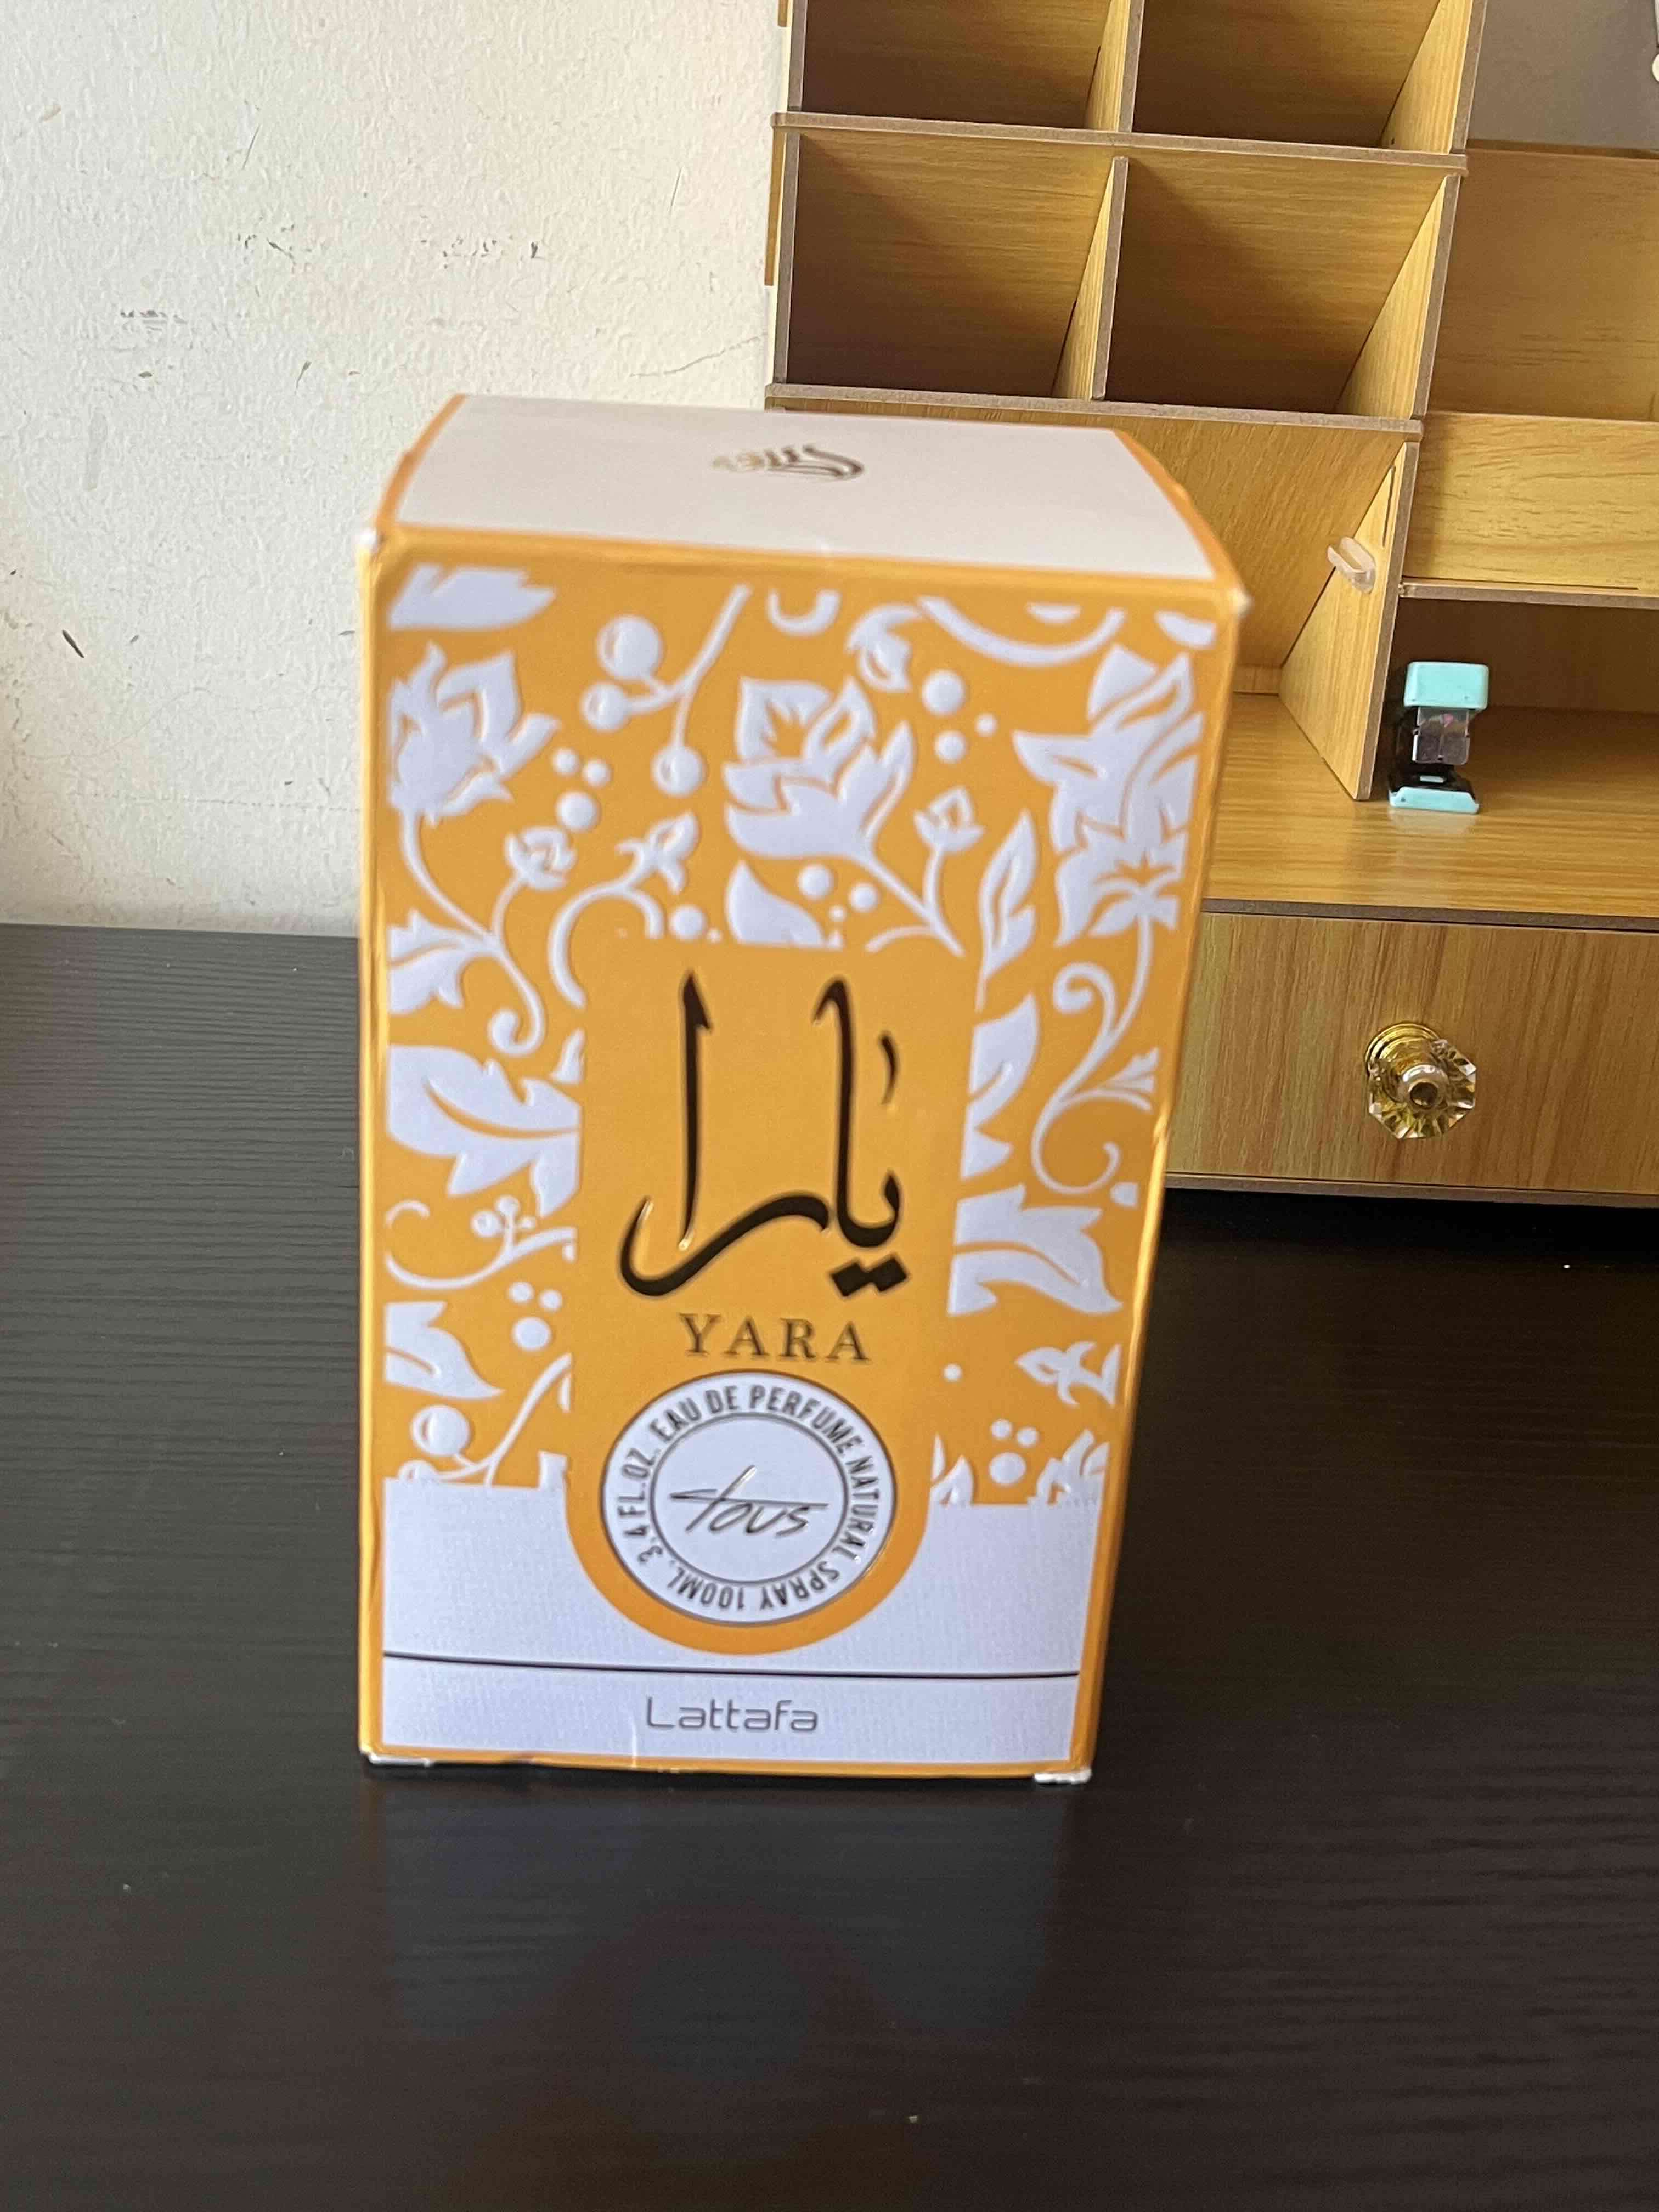 يارا
YARA
EAU DE PERFUME NATURAL SPRAY 100ML. 3.4 FL.OZ.
tous
Lattafa